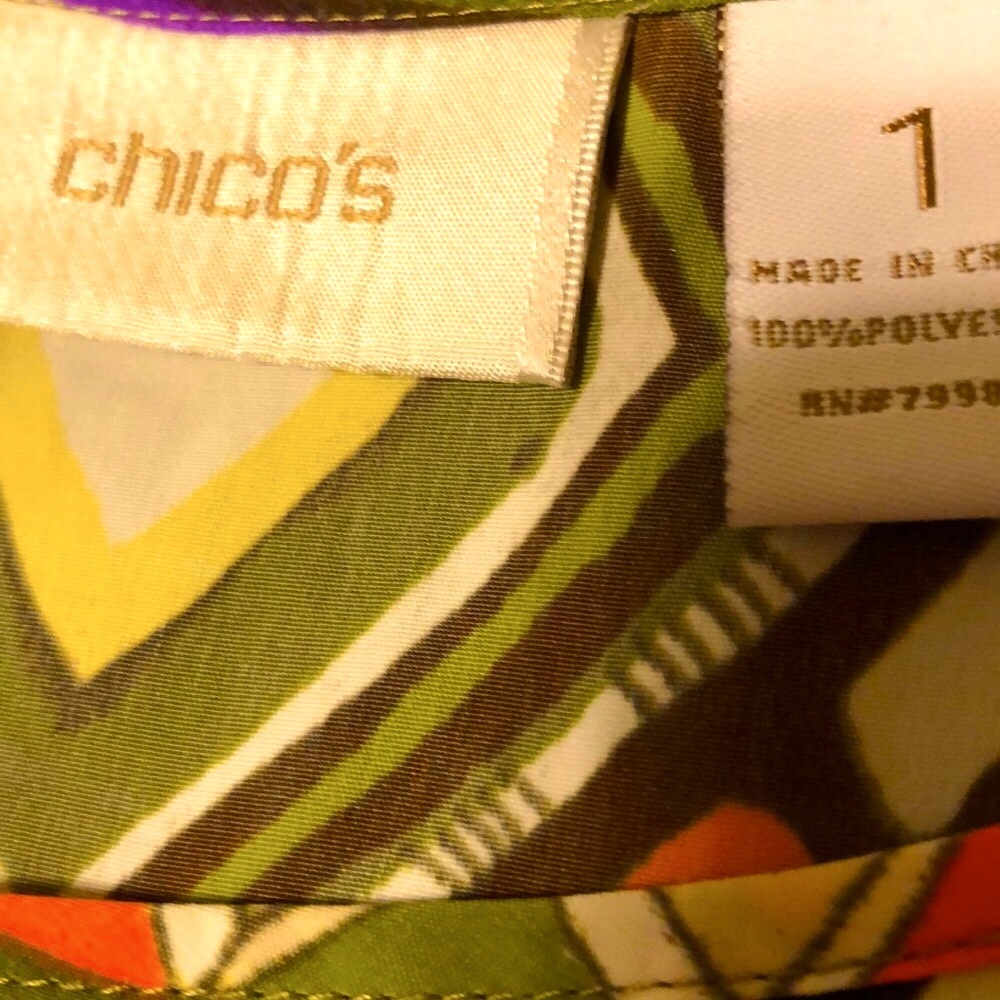 chico's
1
MADE IN CH
100%POLYES
RN#7998